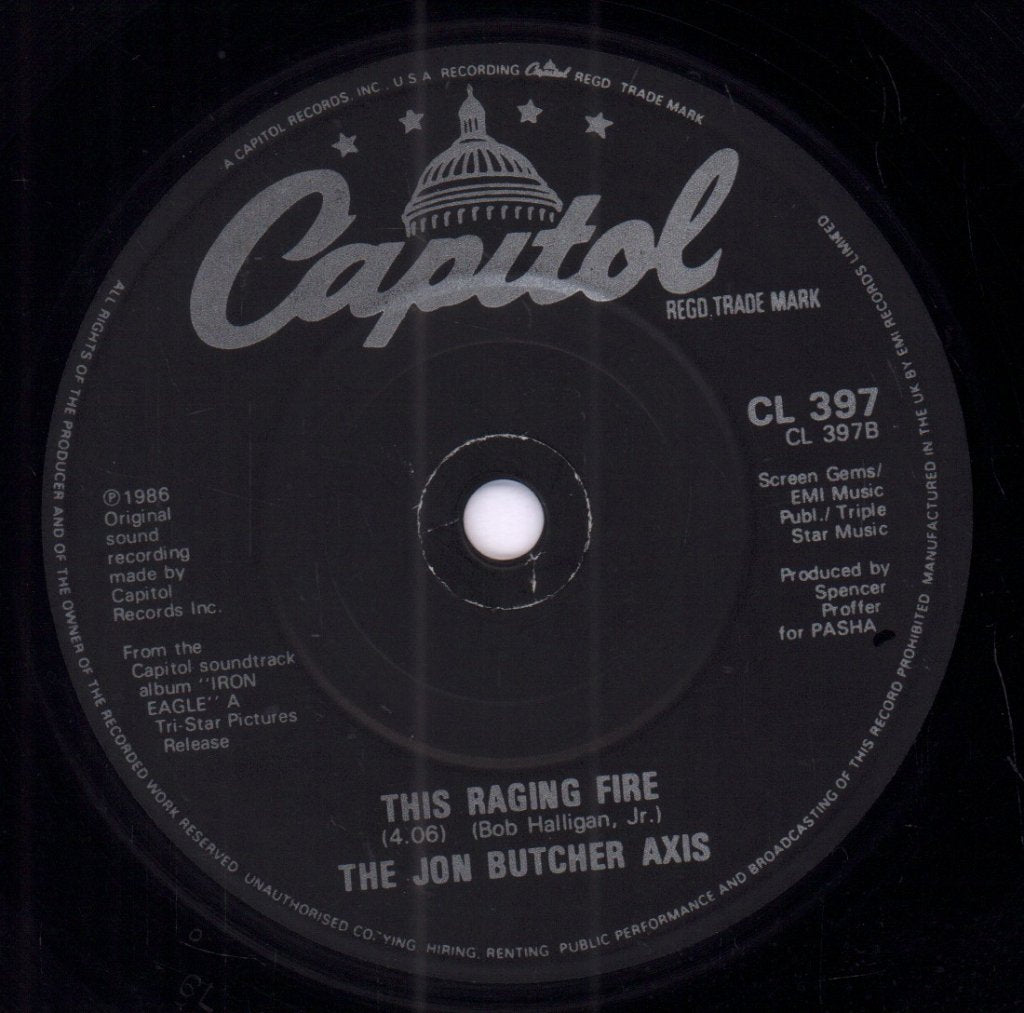 A CAPITOL RECORDS, INC., U.S.A. RECORDING Capitol REGD. TRADE MARK
Capitol
REGD. TRADE MARK
CL 397
CL 397B
Screen Gems/
EMI Music
Publ./Triple
Star Music
Produced by
Spencer
Proffer
for PASHA
℗1986
Original
sound
recording
made by
Capitol
Records Inc.
From the
Capitol soundtrack
album "IRON
EAGLE" A
Tri-Star Pictures
Release
THIS RAGING FIRE
(4.06) (Bob Halligan, Jr.)
THE JON BUTCHER AXIS
ALL RIGHTS OF THE PRODUCER AND OF THE OWNER OF THE RECORDED WORK RESERVED UNAUTHORISED COPYING, HIRING, RENTING PUBLIC PERFORMANCE AND BROADCASTING OF THIS RECORD PROHIBITED MANUFACTURED IN THE UK BY EMI RECORDS LIMITED